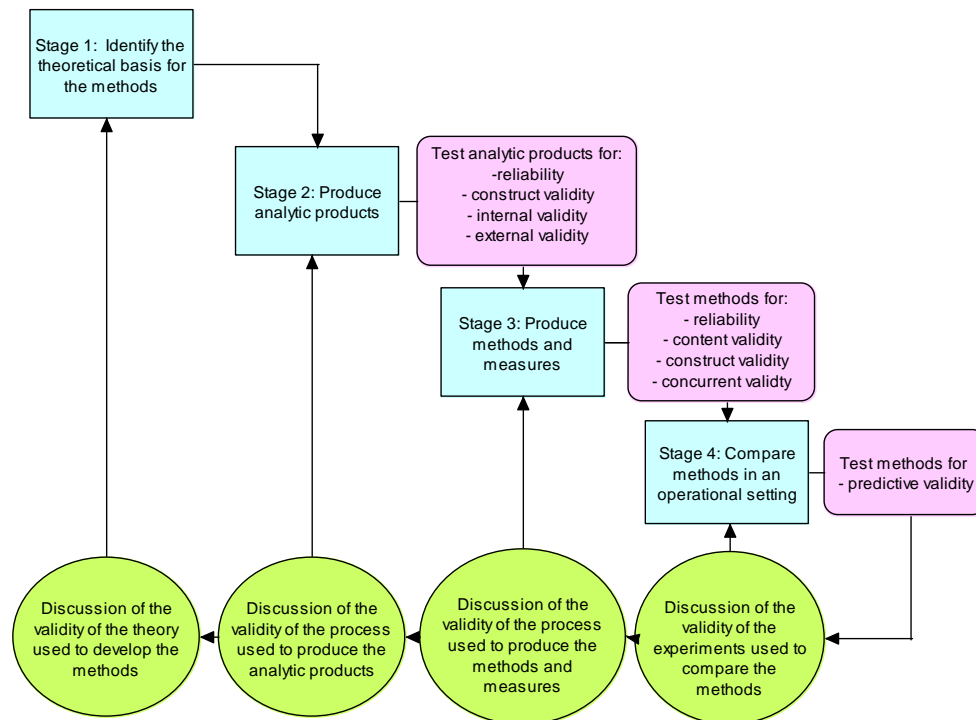 Stage 1: Identify the
theoretical basis for
the methods
Stage 2: Produce
analytic products
Test analytic products for:
-reliability
- construct validity
- internal validity
- external validity
Stage 3: Produce
methods and
measures
Test methods for:
- reliability
- content validity
- construct validity
- concurrent validty
Stage 4: Compare
methods in an
operational setting
Test methods for
- predictive validity
Discussion of the
validity of the theory
used to develop the
methods
Discussion of the
validity of the process
used to produce the
analytic products
Discussion of the
validity of the process
used to produce the
methods and
measures
Discussion of the
validity of the
experiments used to
compare the
methods